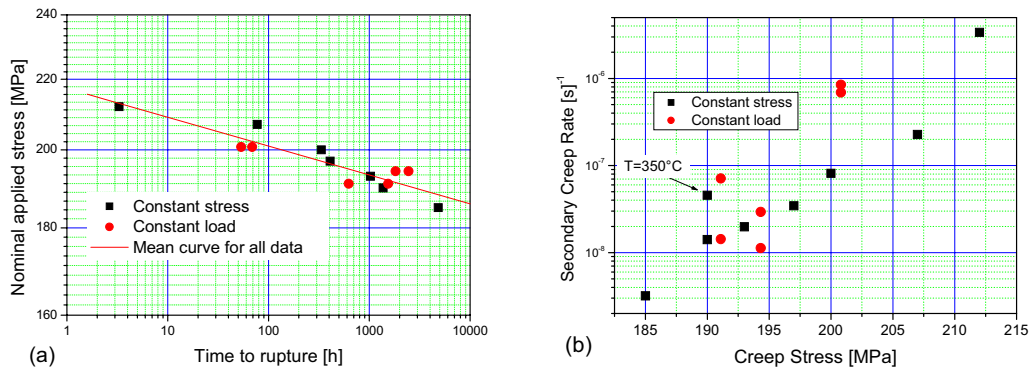 240
220
200
180
160
Nominal applied stress [MPa]
Constant stress
Constant load
Mean curve for all data
1 10 100 1000 10000
Time to rupture [h]
(a)
10⁻⁶
10⁻⁷
10⁻⁸
Secondary Creep Rate [s⁻¹]
Constant stress
Constant load
T=350°C
185 190 195 200 205 210 215
Creep Stress [MPa]
(b)